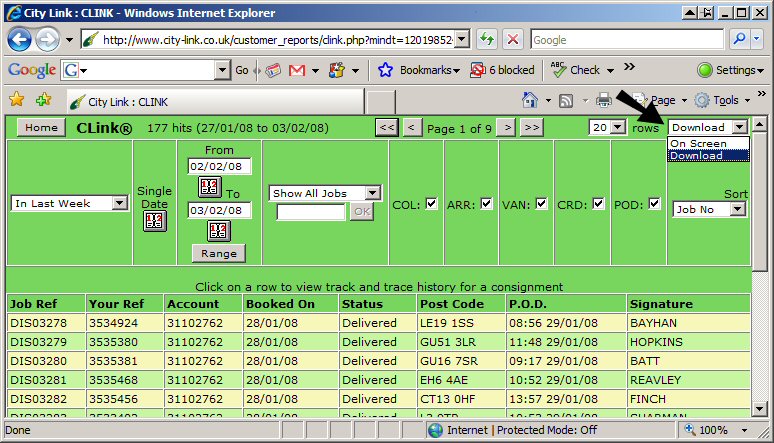 City Link : CLINK - Windows Internet Explorer
http://www.city-link.co.uk/customer_reports/clink.php?mindt=12019852 Google
Google G Go Bookmarks 6 blocked ABC Check » Settings
City Link : CLINK Page Tools »
Home CLink® 177 hits (27/01/08 to 03/02/08) << < Page 1 of 9 > >> 20 rows Download
On Screen
Download
In Last Week
Single
Date
From
02/02/08
To
03/02/08
Range
Show All Jobs
OK
COL: ARR: VAN: CRD: POD:
Sort
Job No
Click on a row to view track and trace history for a consignment
Job Ref Your Ref Account Booked On Status Post Code P.O.D. Signature
DIS03278 3534924 31102762 28/01/08 Delivered LE19 1SS 08:56 29/01/08 BAYHAN
DIS03279 3535380 31102762 28/01/08 Delivered GU51 3LR 11:48 29/01/08 HOPKINS
DIS03280 3535381 31102762 28/01/08 Delivered GU16 7SR 09:17 29/01/08 BATT
DIS03281 3535468 31102762 28/01/08 Delivered EH6 4AE 10:52 29/01/08 REAVLEY
DIS03282 3535456 31102762 28/01/08 Delivered CT13 0HF 13:57 29/01/08 FINCH
Done Internet | Protected Mode: Off 100%